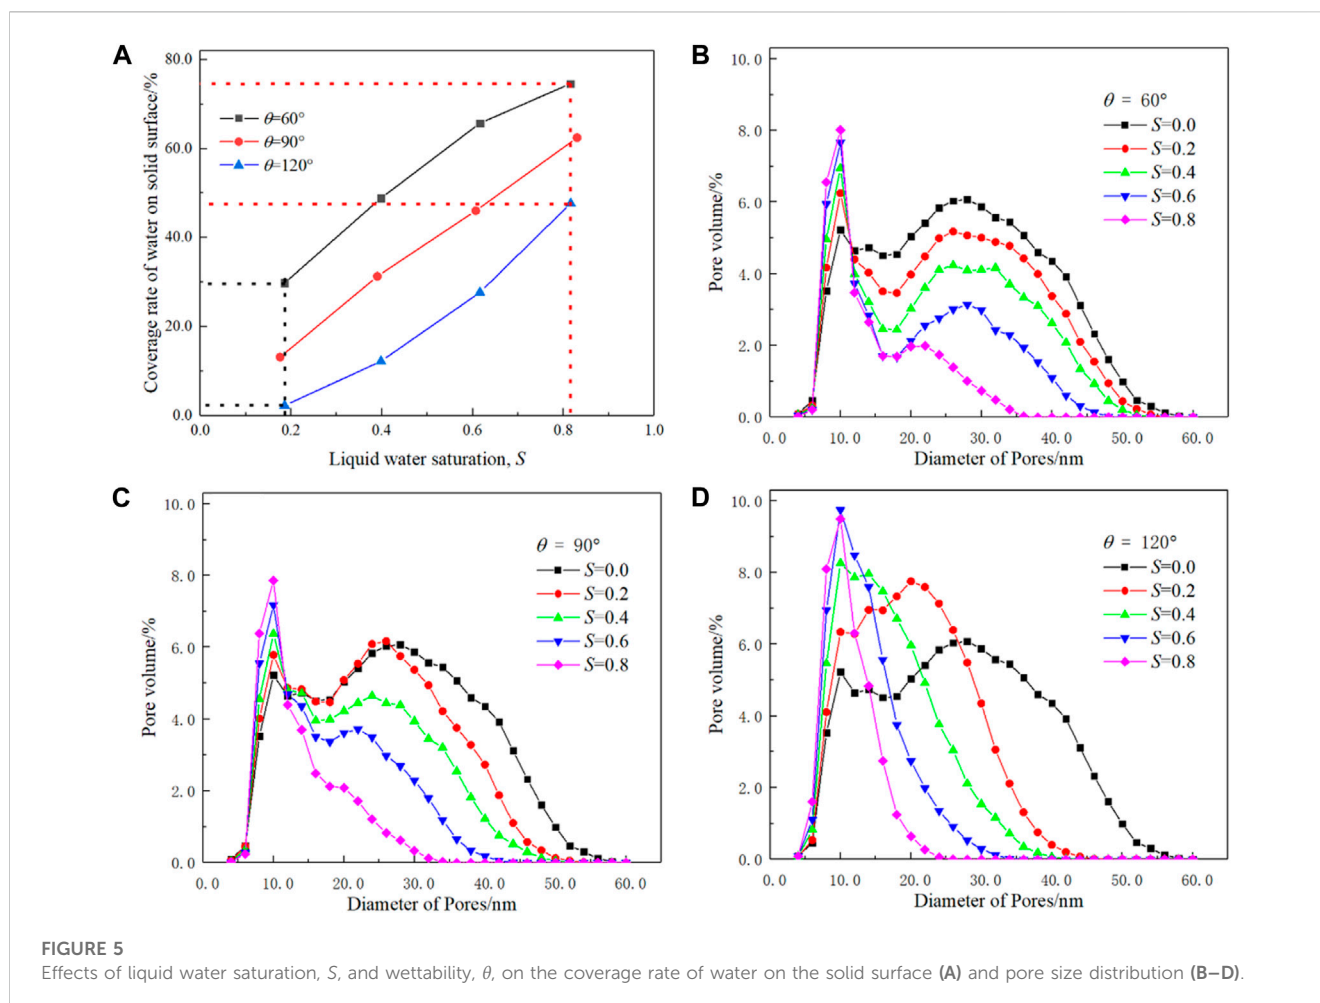 A
Coverage rate of water on solid surface/%
80.0
60.0
40.0
20.0
0.0
θ=60°
θ=90°
θ=120°
0.0 0.2 0.4 0.6 0.8 1.0
Liquid water saturation, S
B
Pore volume/%
10. 0
8. 0
6. 0
4. 0
2. 0
0. 0
θ = 60°
S=0.0
S=0.2
S=0.4
S=0.6
S=0.8
0. 0 10. 0 20. 0 30. 0 40. 0 50. 0 60. 0
Diameter of Pores/nm
C
Pore volume/%
10. 0
8. 0
6. 0
4. 0
2. 0
0. 0
θ = 90°
S=0.0
S=0.2
S=0.4
S=0.6
S=0.8
0. 0 10. 0 20. 0 30. 0 40. 0 50. 0 60. 0
Diameter of Pores/nm
D
Pore volume/%
10. 0
8. 0
6. 0
4. 0
2. 0
0. 0
θ = 120°
S=0.0
S=0.2
S=0.4
S=0.6
S=0.8
0. 0 10. 0 20. 0 30. 0 40. 0 50. 0 60. 0
Diameter of Pores/nm
FIGURE 5
Effects of liquid water saturation, S, and wettability, θ, on the coverage rate of water on the solid surface (A) and pore size distribution (B–D).